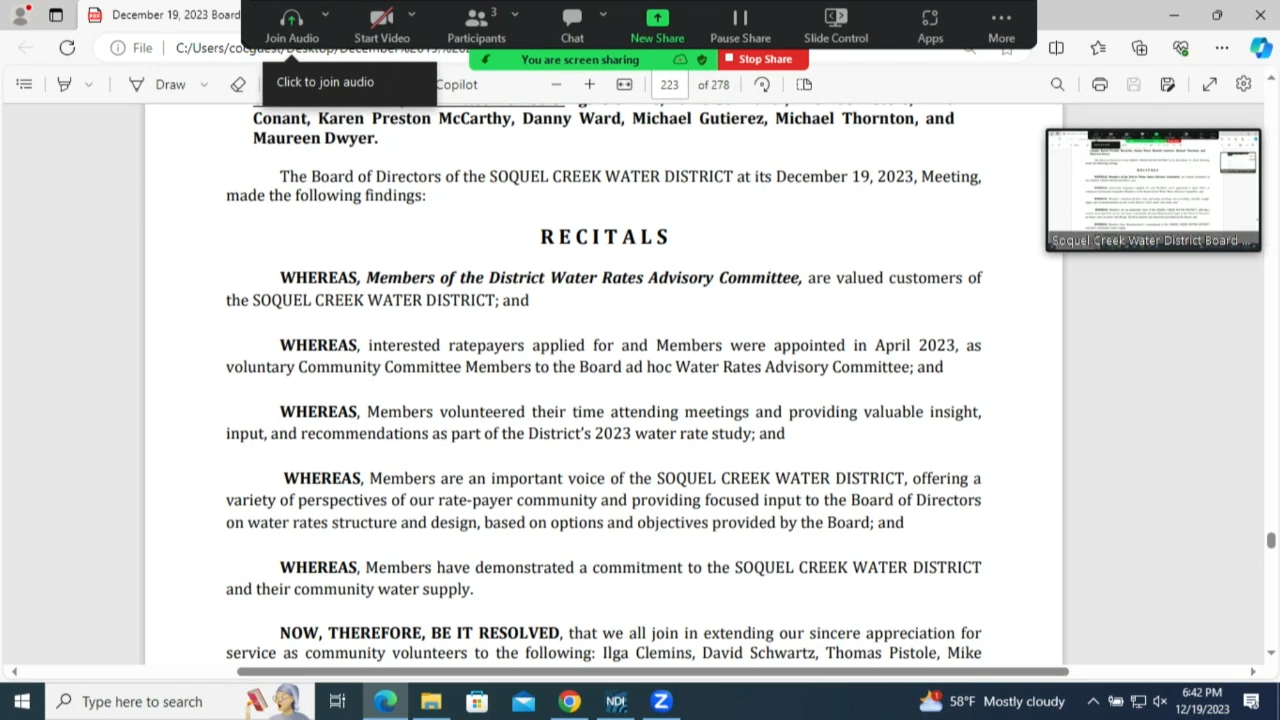 December 19, 2023 Board
Join Audio
Start Video
3
Participants
Chat
New Share
Pause Share
Slide Control
Apps
More
File
You are screen sharing
Stop Share
Click to join audio
Draw
Copilot
223
of 278
Conant, Karen Preston McCarthy, Danny Ward, Michael Gutierez, Michael Thornton, and
Maureen Dwyer.
The Board of Directors of the SOQUEL CREEK WATER DISTRICT at its December 19, 2023, Meeting,
made the following findings:
RECITALS
WHEREAS, Members of the District Water Rates Advisory Committee, are valued customers of
the SOQUEL CREEK WATER DISTRICT; and
WHEREAS, interested ratepayers applied for and Members were appointed in April 2023, as
voluntary Community Committee Members to the Board ad hoc Water Rates Advisory Committee; and
WHEREAS, Members volunteered their time attending meetings and providing valuable insight,
input, and recommendations as part of the District's 2023 water rate study; and
WHEREAS, Members are an important voice of the SOQUEL CREEK WATER DISTRICT, offering a
variety of perspectives of our rate-payer community and providing focused input to the Board of Directors
on water rates structure and design, based on options and objectives provided by the Board; and
WHEREAS, Members have demonstrated a commitment to the SOQUEL CREEK WATER DISTRICT
and their community water supply.
NOW, THEREFORE, BE IT RESOLVED, that we all join in extending our sincere appreciation for
service as community volunteers to the following: Ilga Clemins, David Schwartz, Thomas Pistole, Mike
RECITALS
Soquel Creek Water District Board ...
Type here to search
NDI
58°F Mostly cloudy
6:42 PM
12/19/2023